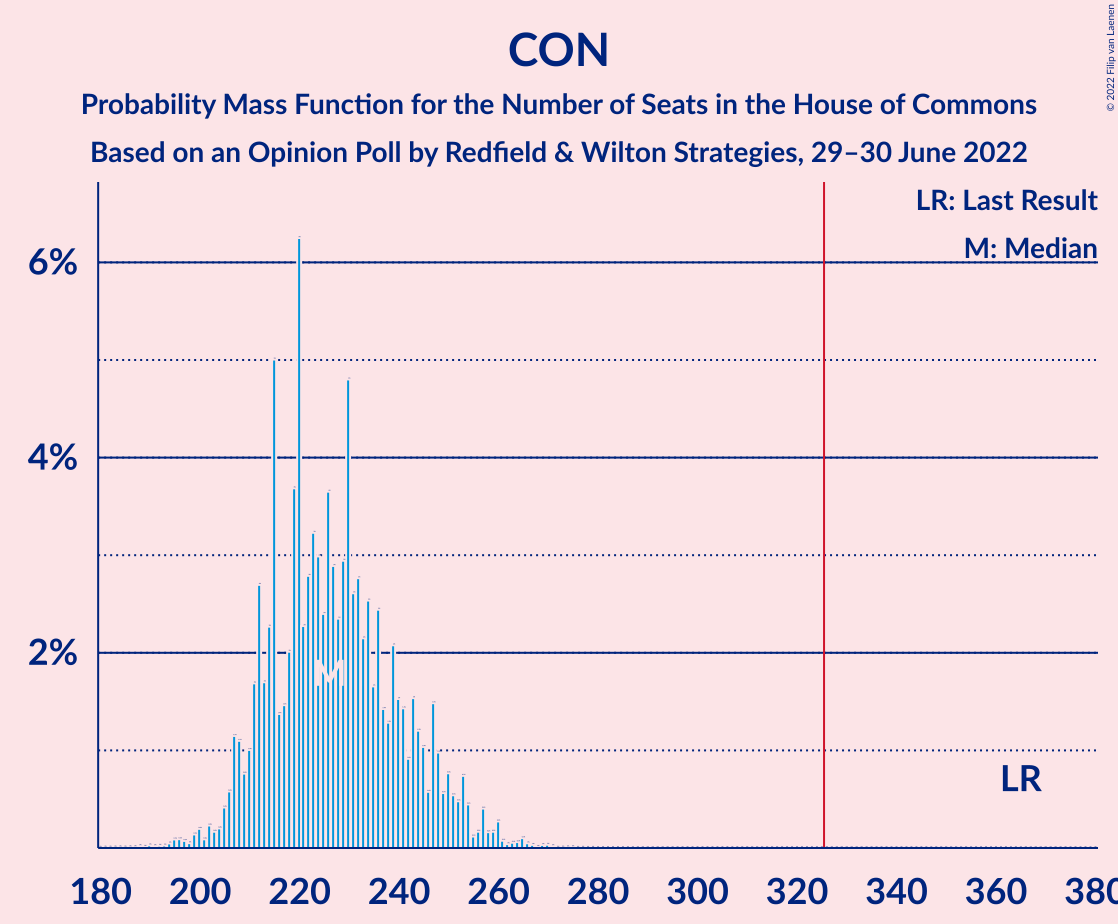 CON
Probability Mass Function for the Number of Seats in the House of Commons
Based on an Opinion Poll by Redfield & Wilton Strategies, 29–30 June 2022
© 2022 Filip van Laenen
LR: Last Result
M: Median
6%
4%
2%
M
LR
180 200 220 240 260 280 300 320 340 360 380